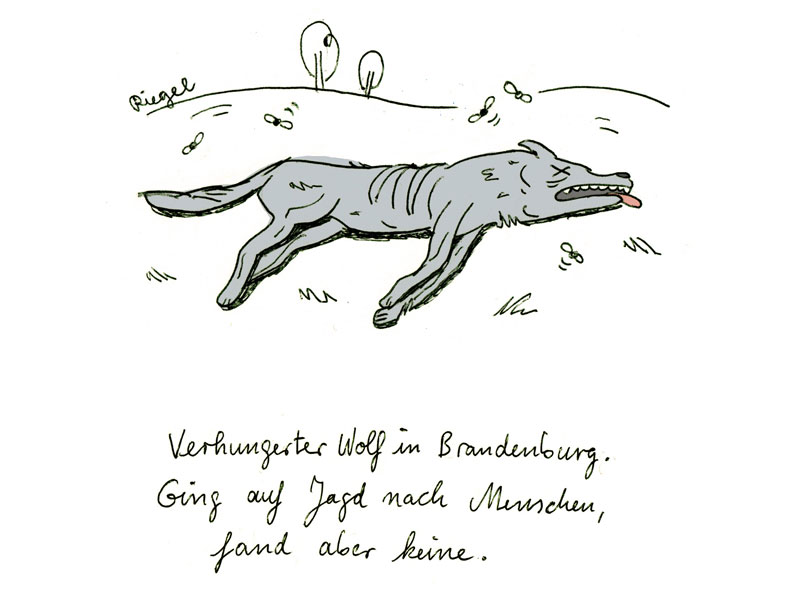 Riegel
Verhungerter Wolf in Brandenburg.
Ging auf Jagd nach Menschen,
fand aber keine.